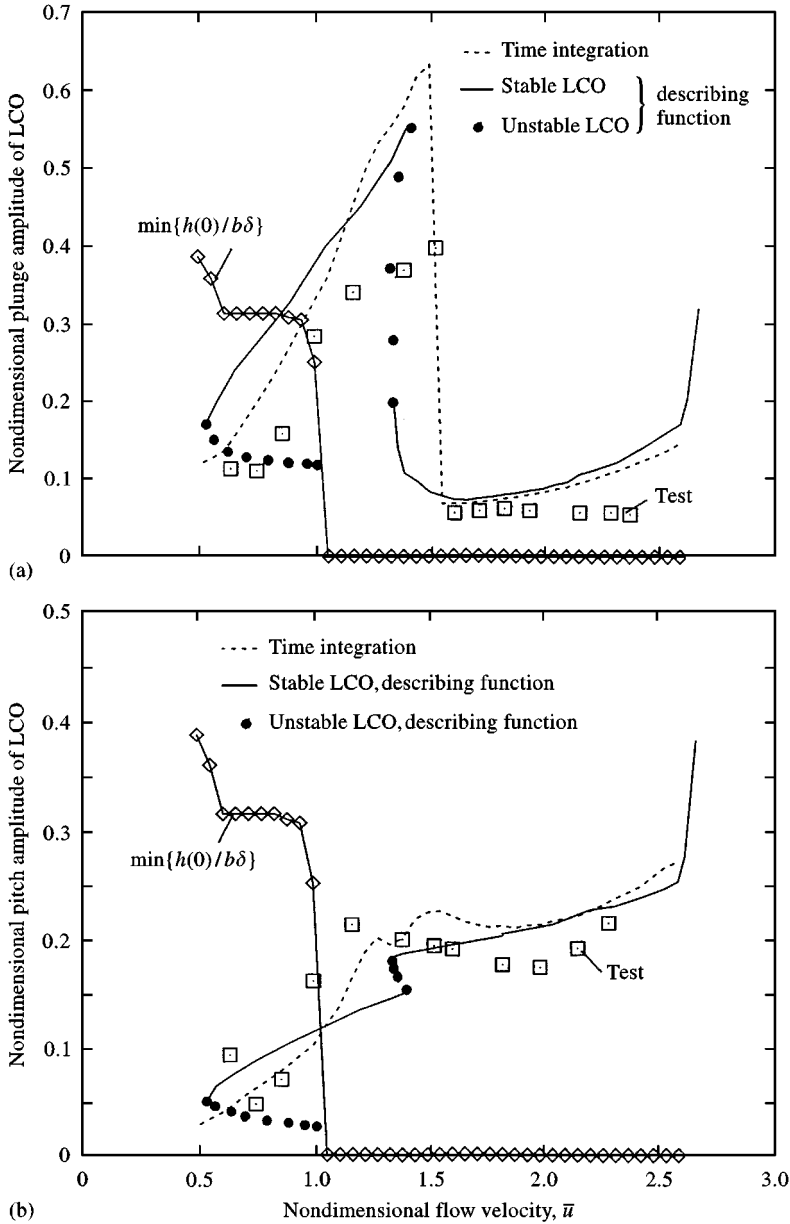 0.7
0.6
0.5
0.4
0.3
0.2
0.1
0
Nondimensional plunge amplitude of LCO
Time integration
Stable LCO
Unstable LCO
describing
function
min{h(0)/bδ}
Test
(a)
0.5
0.4
0.3
0.2
0.1
0
Nondimensional pitch amplitude of LCO
Time integration
Stable LCO, describing function
Unstable LCO, describing function
min{h(0)/bδ}
Test
0 0.5 1.0 1.5 2.0 2.5 3.0
(b)
Nondimensional flow velocity, u̅